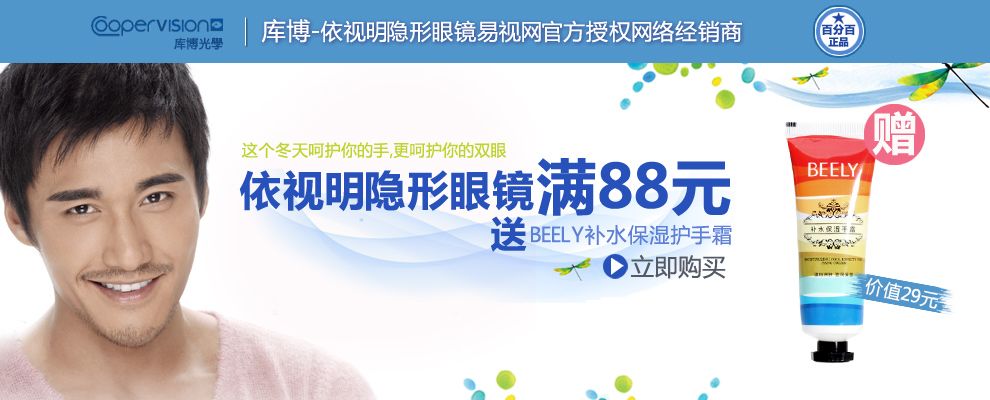 CooperVision
库博光學
库博-依视明隐形眼镜易视网官方授权网络经销商
百分百
正品
这个冬天呵护你的手,更呵护你的双眼
依视明隐形眼镜满88元
送BEELY补水保湿护手霜
立即购买
赠
BEELY
补水保湿手霜
价值29元